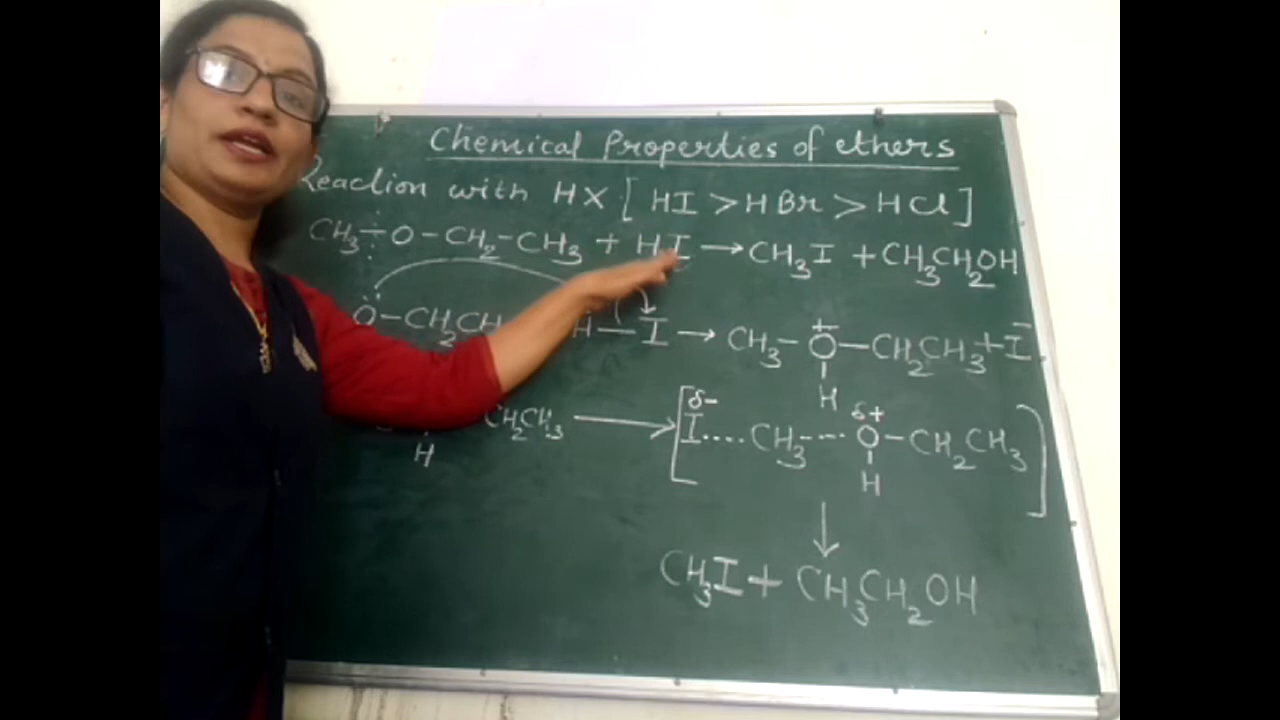 Chemical Properties of ethers
Reaction with HX [HI > HBr > HCl]
CH₃-O-CH₂-CH₃ + HI → CH₃I + CH₃CH₂OH
Ö-CH₂CH H-I → CH₃-O⁺-CH₂CH₃ + I⁻
H
CH₂CH₃ → [I δ- .... CH₃ ---- O δ+ - CH₂CH₃]
H H
↓
CH₃I + CH₃CH₂OH